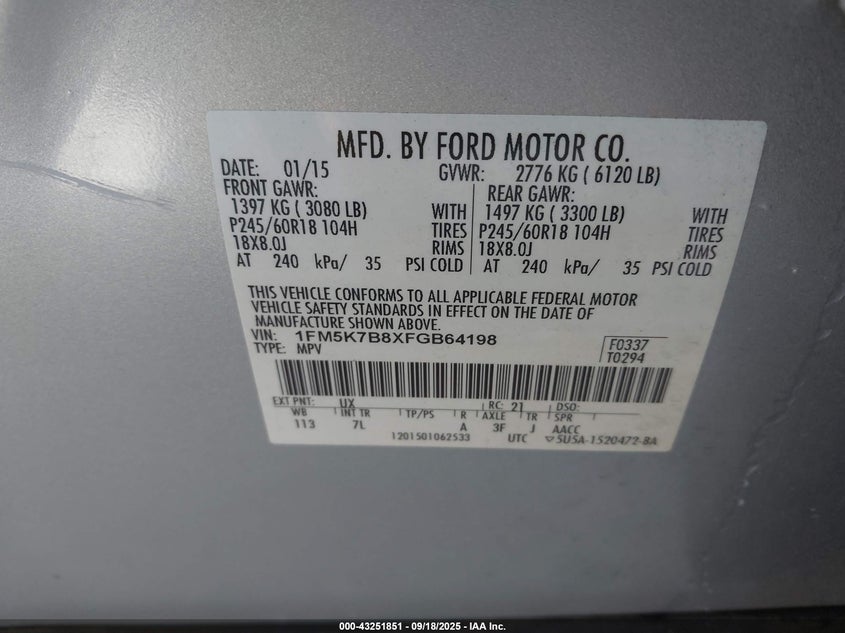 MFD. BY FORD MOTOR CO.
DATE: 01/15 GVWR: 2776 KG ( 6120 LB)
FRONT GAWR: REAR GAWR:
1397 KG ( 3080 LB) WITH 1497 KG ( 3300 LB) WITH
P245/60R18 104H TIRES P245/60R18 104H TIRES
18X8.0J RIMS 18X8.0J RIMS
AT 240 kPa/ 35 PSI COLD AT 240 kPa/ 35 PSI COLD
THIS VEHICLE CONFORMS TO ALL APPLICABLE FEDERAL MOTOR
VEHICLE SAFETY STANDARDS IN EFFECT ON THE DATE OF
MANUFACTURE SHOWN ABOVE.
VIN: 1FM5K7B8XFGB64198 F0337
TYPE: MPV T0294
EXT PNT: UX RC: 21 DSO:
WB INT TR TP/PS R AXLE TR SPR
113 7L A 3F J AACC
1201501062533 UTC 5U5A-1520472-BA
000-43251851 - 09/18/2025 - IAA Inc.